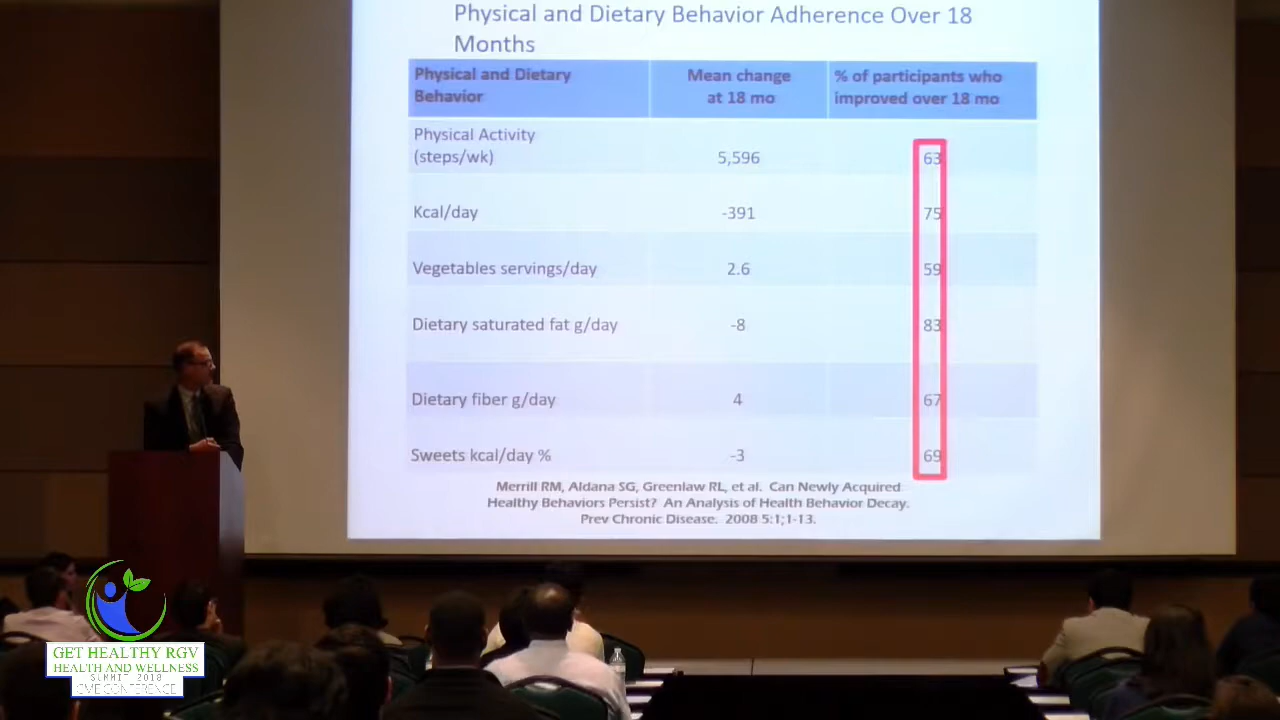 Physical and Dietary Behavior Adherence Over 18
Months
Physical and Dietary Behavior
Mean change at 18 mo
% of participants who improved over 18 mo
Physical Activity (steps/wk)
5,596
63
Kcal/day
-391
75
Vegetables servings/day
2.6
59
Dietary saturated fat g/day
-8
83
Dietary fiber g/day
4
67
Sweets kcal/day %
-3
69
Merrill RM, Aldana SG, Greenlaw RL, et al. Can Newly Acquired
Healthy Behaviors Persist? An Analysis of Health Behavior Decay.
Prev Chronic Disease. 2008 5:1;1-13.
GET HEALTHY RGV
HEALTH AND WELLNESS
SUMMIT 2018
CME CONFERENCE